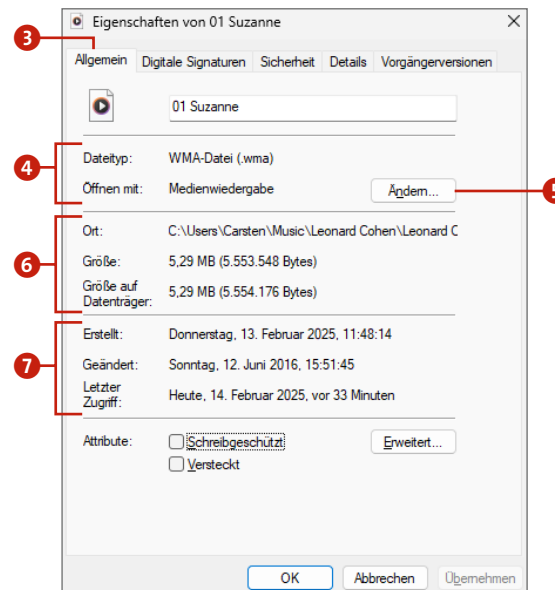 Eigenschaften von 01 Suzanne
3
Allgemein Digitale Signaturen Sicherheit Details Vorgängerversionen
01 Suzanne
4
Dateityp: WMA-Datei (.wma)
Öffnen mit: Medienwiedergabe Ändern... 5
6
Ort: C:\Users\Carsten\Music\Leonard Cohen\Leonard C
Größe: 5,29 MB (5.553.548 Bytes)
Größe auf
Datenträger: 5,29 MB (5.554.176 Bytes)
7
Erstellt: Donnerstag, 13. Februar 2025, 11:48:14
Geändert: Sonntag, 12. Juni 2016, 15:51:45
Letzter
Zugriff: Heute, 14. Februar 2025, vor 33 Minuten
Attribute: Schreibgeschützt Erweitert...
Versteckt
OK Abbrechen Übernehmen